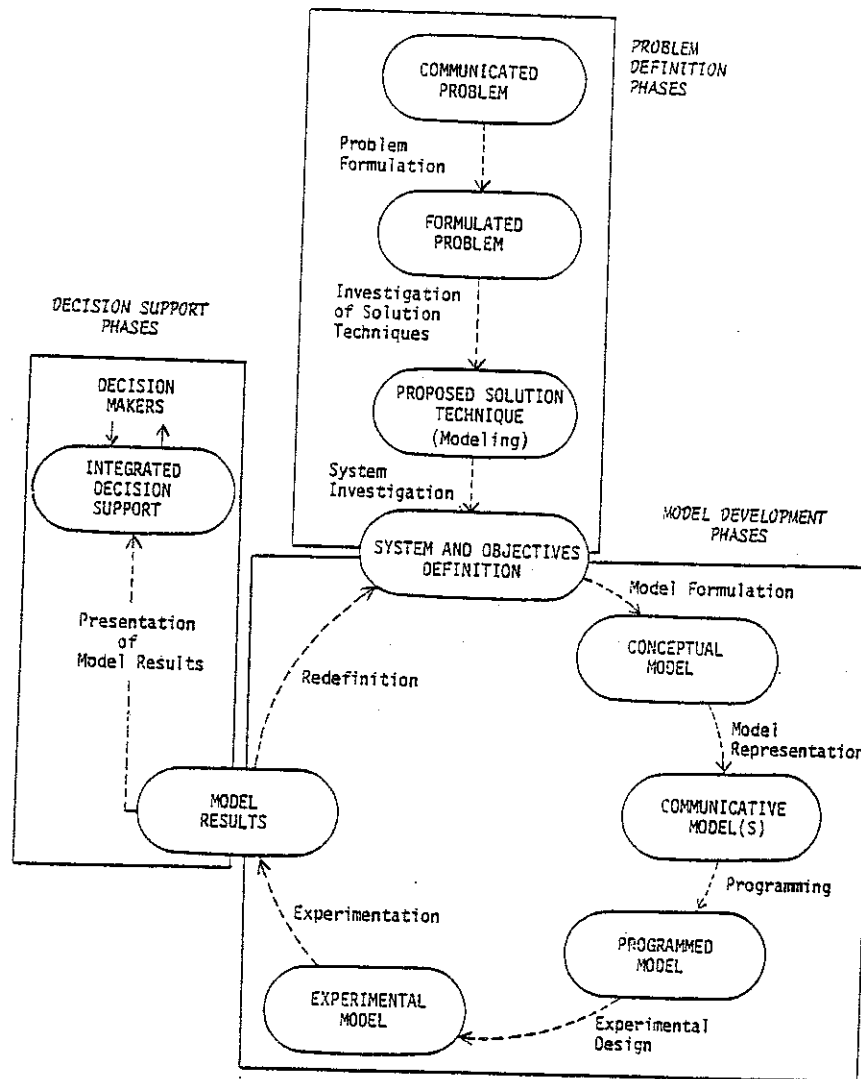 PROBLEM
DEFINITION
PHASES
COMMUNICATED
PROBLEM
Problem
Formulation
FORMULATED
PROBLEM
Investigation
of Solution
Techniques
PROPOSED SOLUTION
TECHNIQUE
(Modeling)
System
Investigation
SYSTEM AND OBJECTIVES
DEFINITION
DECISION SUPPORT
PHASES
DECISION
MAKERS
INTEGRATED
DECISION
SUPPORT
Presentation
of
Model Results
MODEL DEVELOPMENT
PHASES
Model Formulation
CONCEPTUAL
MODEL
Model
Representation
COMMUNICATIVE
MODEL(S)
Programming
PROGRAMMED
MODEL
Experimental
Design
EXPERIMENTAL
MODEL
Experimentation
MODEL
RESULTS
Redefinition